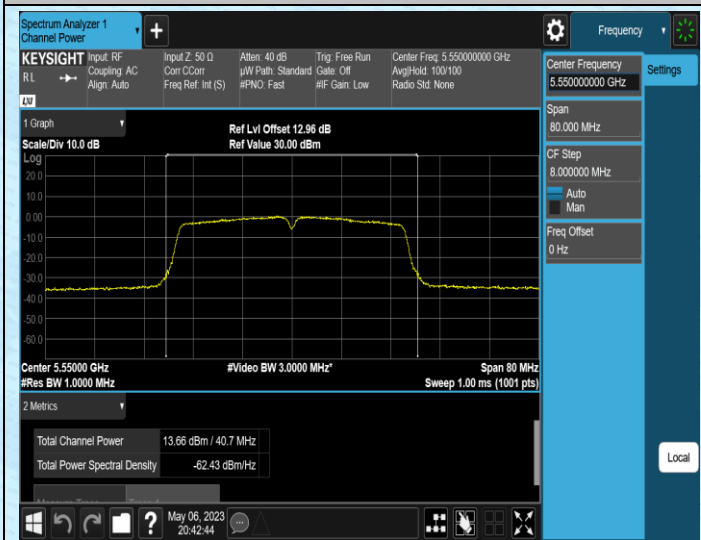 Spectrum Analyzer 1
Channel Power
+
Frequency
KEYSIGHT
RL
LXI
Input: RF
Coupling: AC
Align: Auto
Input Z: 50 Ω
Corr CCorr
Freq Ref: Int (S)
Atten: 40 dB
µW Path: Standard
#PNO: Fast
Trig: Free Run
Gate: Off
#IF Gain: Low
Center Freq: 5.550000000 GHz
Avg|Hold: 100/100
Radio Std: None
1 Graph
Scale/Div 10.0 dB
Ref Lvl Offset 12.96 dB
Ref Value 30.00 dBm
Log
20.0
10.0
0.00
-10.0
-20.0
-30.0
-40.0
-50.0
-60.0
Center 5.55000 GHz
#Res BW 1.0000 MHz
#Video BW 3.0000 MHz*
Span 80 MHz
Sweep 1.00 ms (1001 pts)
2 Metrics
Total Channel Power 13.66 dBm / 40.7 MHz
Total Power Spectral Density -62.43 dBm/Hz
?
May 06, 2023
20:42:44
Center Frequency
5.550000000 GHz
Span
80.000 MHz
CF Step
8.000000 MHz
Auto
Man
Freq Offset
0 Hz
Settings
Local